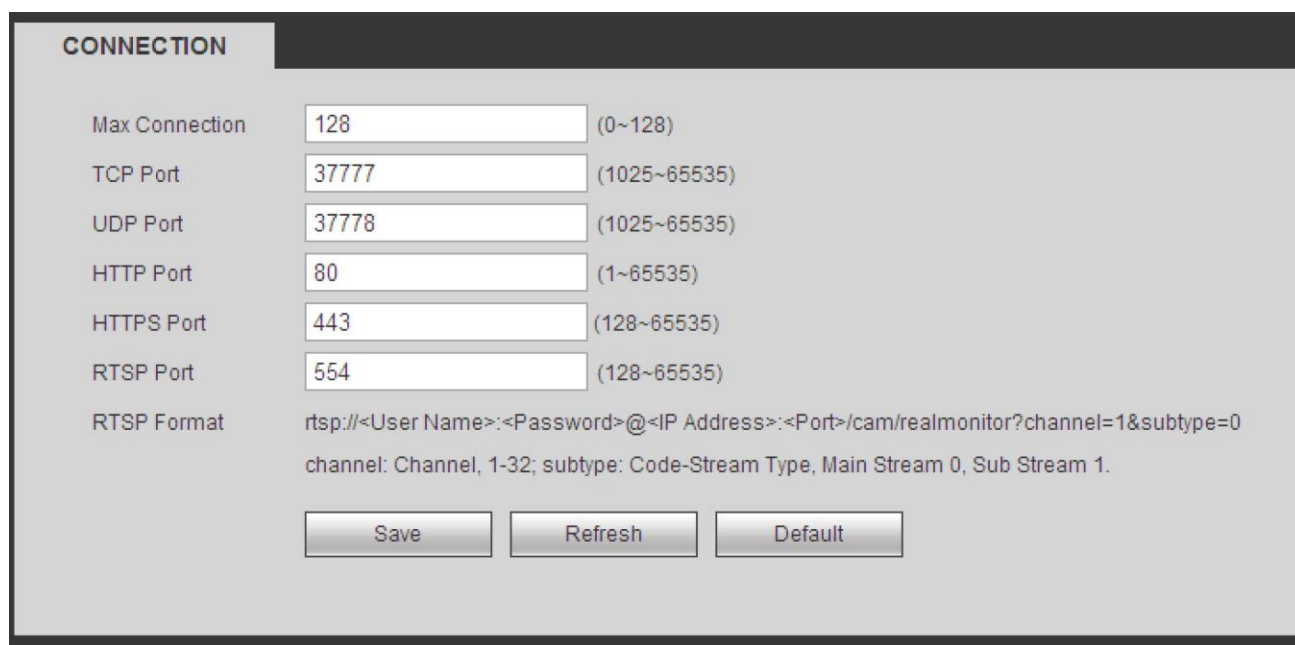 CONNECTION
Max Connection 128 (0~128)
TCP Port 37777 (1025~65535)
UDP Port 37778 (1025~65535)
HTTP Port 80 (1~65535)
HTTPS Port 443 (128~65535)
RTSP Port 554 (128~65535)
RTSP Format rtsp://<User Name>:<Password>@<IP Address>:<Port>/cam/realmonitor?channel=1&subtype=0
channel: Channel, 1-32; subtype: Code-Stream Type, Main Stream 0, Sub Stream 1.
Save Refresh Default